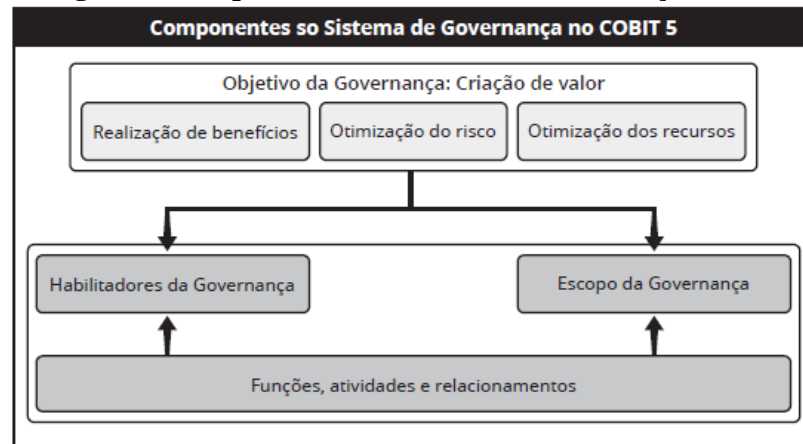 Componentes so Sistema de Governança no COBIT 5
Objetivo da Governança: Criação de valor
Realização de benefícios
Otimização do risco
Otimização dos recursos
Habilitadores da Governança
Escopo da Governança
Funções, atividades e relacionamentos